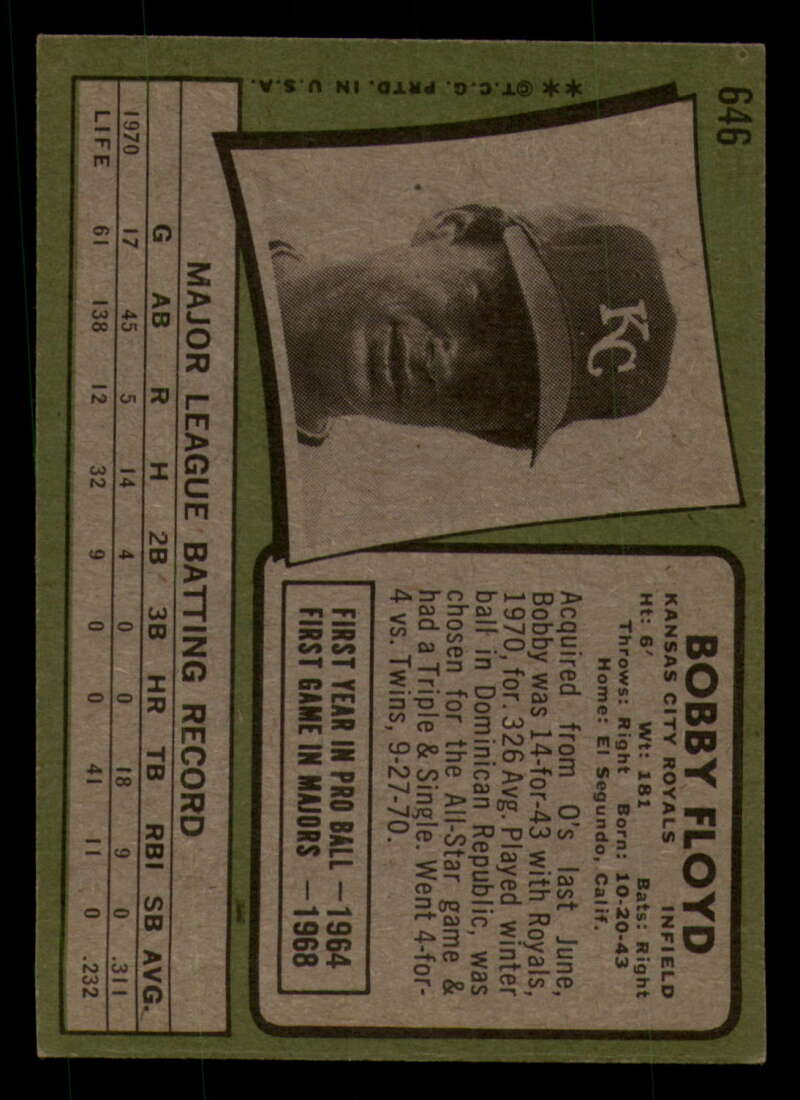 646
KC
BOBBY FLOYD
KANSAS CITY ROYALS INFIELD
Ht: 6' Wt: 181 Bats: Right
Throws: Right Born: 10-20-43
Home: El Segundo, Calif.
Acquired from O's last June,
Bobby was 14-for-43 with Royals,
1970, for .326 Avg. Played winter
ball in Dominican Republic, was
chosen for the All-Star game &
had a Triple & Single. Went 4-for-
4 vs. Twins, 9-27-70.
FIRST YEAR IN PRO BALL —1964
FIRST GAME IN MAJORS —1968
MAJOR LEAGUE BATTING RECORD
G AB R H 2B 3B HR TB RBI SB AVG.
1970 17 45 5 14 4 0 0 18 9 0 .311
LIFE 61 138 12 32 9 0 0 41 11 0 .232
**©T.C.G. PRTD. IN U.S.A.